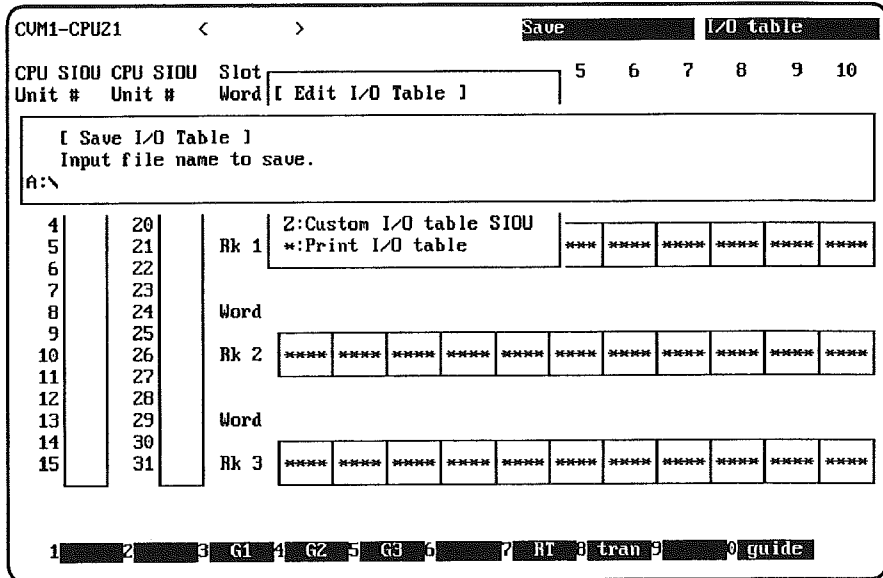 CVM1-CPU21 < > Save I/O table
CPU SIOU CPU SIOU Slot 5 6 7 8 9 10
Unit # Unit # Word [ Edit I/O Table ]
[ Save I/O Table ]
Input file name to save.
A:\
4 20 2:Custom I/O table SIOU
5 21 Rk 1 *:Print I/O table *** **** **** **** **** ****
6 22
7 23
8 24 Word
9 25
10 26 Rk 2 **** **** **** **** **** **** **** **** **** ****
11 27
12 28
13 29 Word
14 30
15 31 Rk 3 **** **** **** **** **** **** **** **** **** ****
1 2 3 G1 4 G2 5 G3 6 7 RT 8 tran 9 0 guide